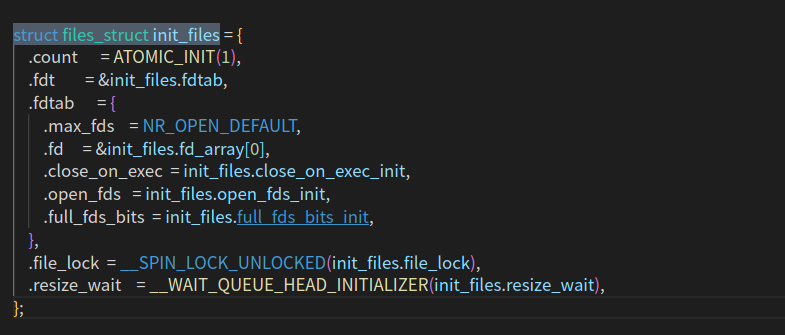 struct files_struct init_files = {
.count = ATOMIC_INIT(1),
.fdt = &init_files.fdtab,
.fdtab = {
.max_fds = NR_OPEN_DEFAULT,
.fd = &init_files.fd_array[0],
.close_on_exec = init_files.close_on_exec_init,
.open_fds = init_files.open_fds_init,
.full_fds_bits = init_files.full_fds_bits_init,
},
.file_lock = __SPIN_LOCK_UNLOCKED(init_files.file_lock),
.resize_wait = __WAIT_QUEUE_HEAD_INITIALIZER(init_files.resize_wait),
};